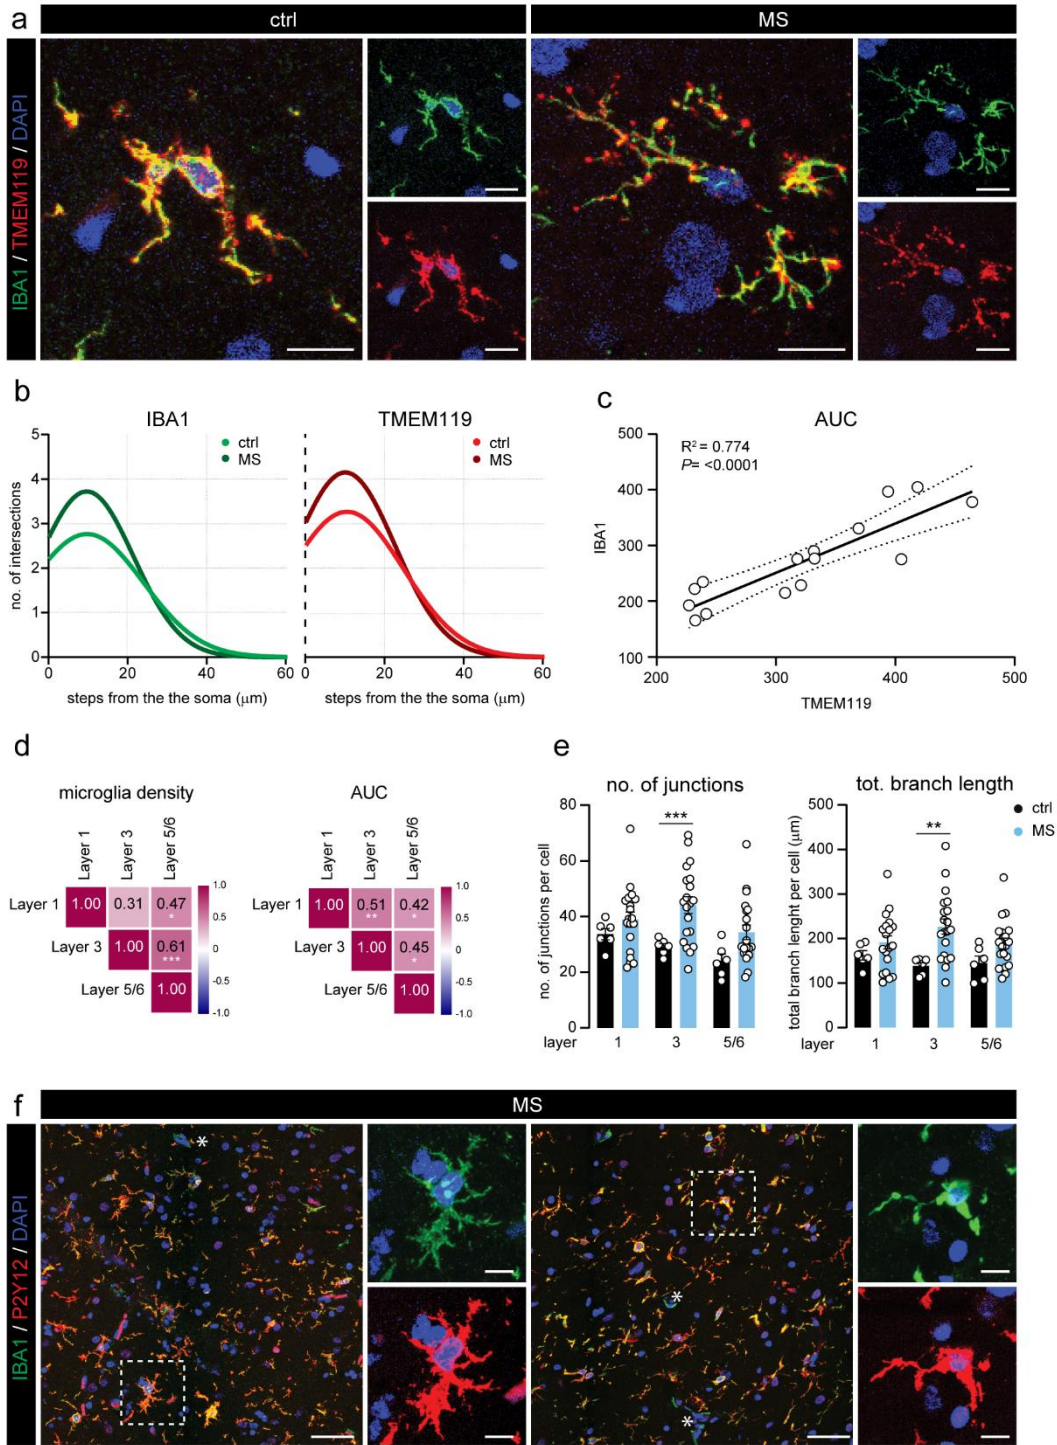 a
ctrl
MS
IBA1 / TMEM119 / DAPI
b
IBA1
TMEM119
ctrl
MS
ctrl
MS
5
4
3
2
1
0
no. of intersections
0 20 40 60
0 20 40 60
steps from the the soma (μm)
steps from the the soma (μm)
c
AUC
R² = 0.774
P= <0.0001
500
400
300
200
100
IBA1
200 300 400 500
TMEM119
d
microglia density
Layer 1 Layer 3 Layer 5/6
Layer 1 1.00 0.31 0.47
*
Layer 3 1.00 0.61
***
Layer 5/6 1.00
1.0
0.5
0
-0.5
-1.0
AUC
Layer 1 Layer 3 Layer 5/6
Layer 1 1.00 0.51 0.42
** *
Layer 3 1.00 0.45
*
Layer 5/6 1.00
1.0
0.5
0
-0.5
-1.0
e
no. of junctions
80
60
40
20
0
no. of junctions per cell
***
layer 1 3 5/6
tot. branch length
500
400
300
200
100
0
total branch lenght per cell (μm)
**
layer 1 3 5/6
ctrl
MS
f
MS
IBA1 / P2Y12 / DAPI
*
*
*